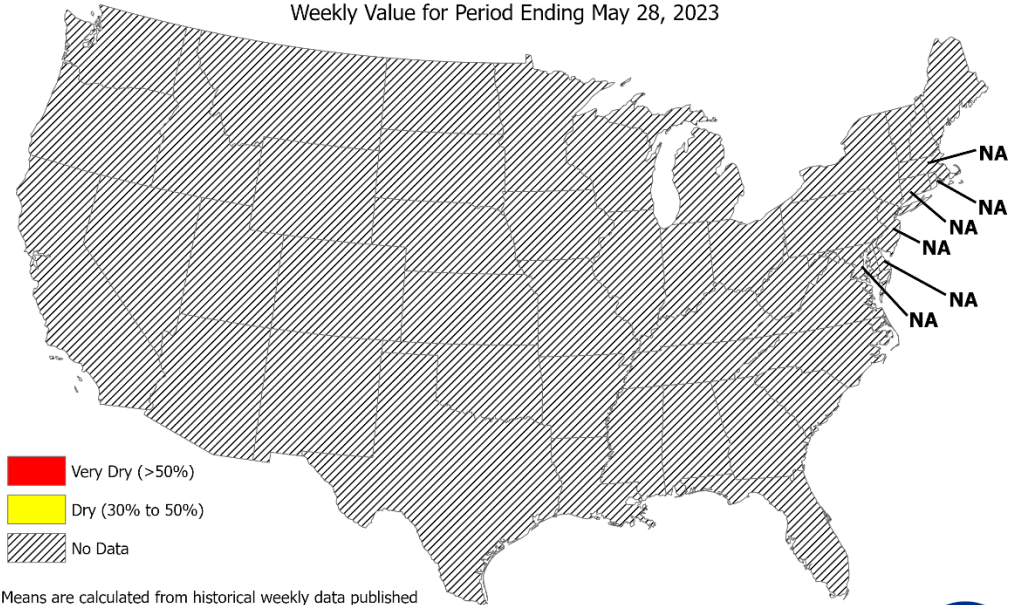 Weekly Value for Period Ending May 28, 2023
NA
NA
NA
NA
NA
NA
Very Dry (>50%)
Dry (30% to 50%)
No Data
Means are calculated from historical weekly data published